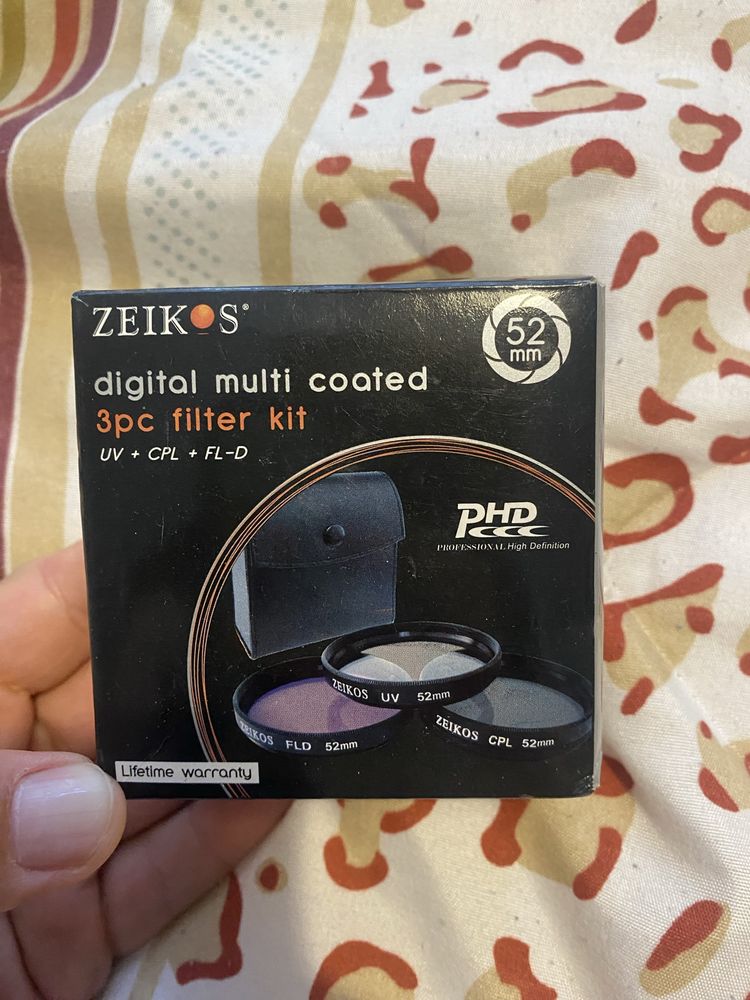 ZEIKOS®
52
mm
digital multi coated
3pc filter kit
UV + CPL + FL-D
PHD
PROFESSIONAL High Definition
ZEIKOS UV 52mm
ZEIKOS FLD 52mm
ZEIKOS CPL 52mm
Lifetime warranty